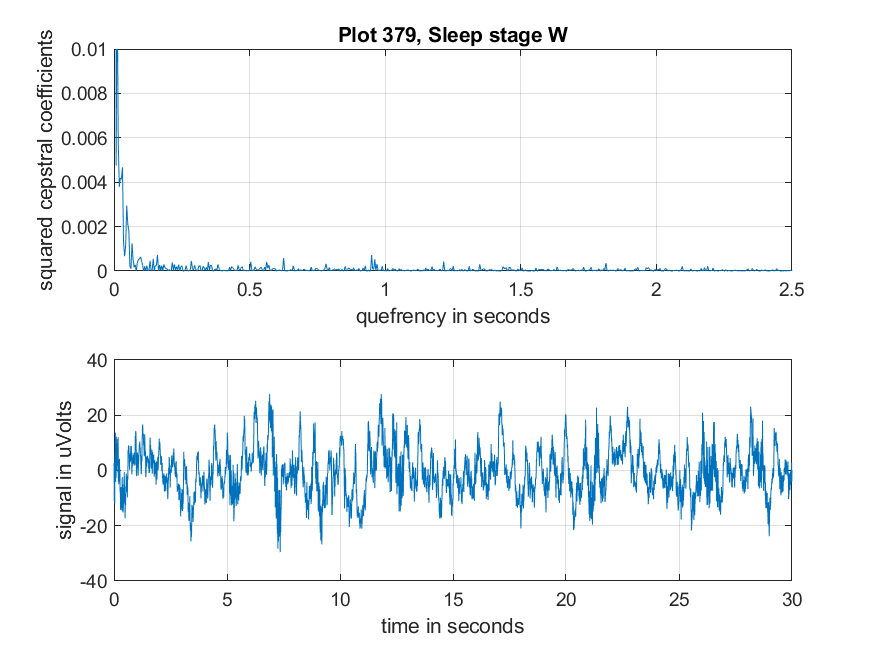 Plot 379, Sleep stage W
squared cepstral coefficients
0.01
0.008
0.006
0.004
0.002
0
0 0.5 1 1.5 2 2.5
quefrency in seconds
signal in uVolts
40
20
0
-20
-40
0 5 10 15 20 25 30
time in seconds